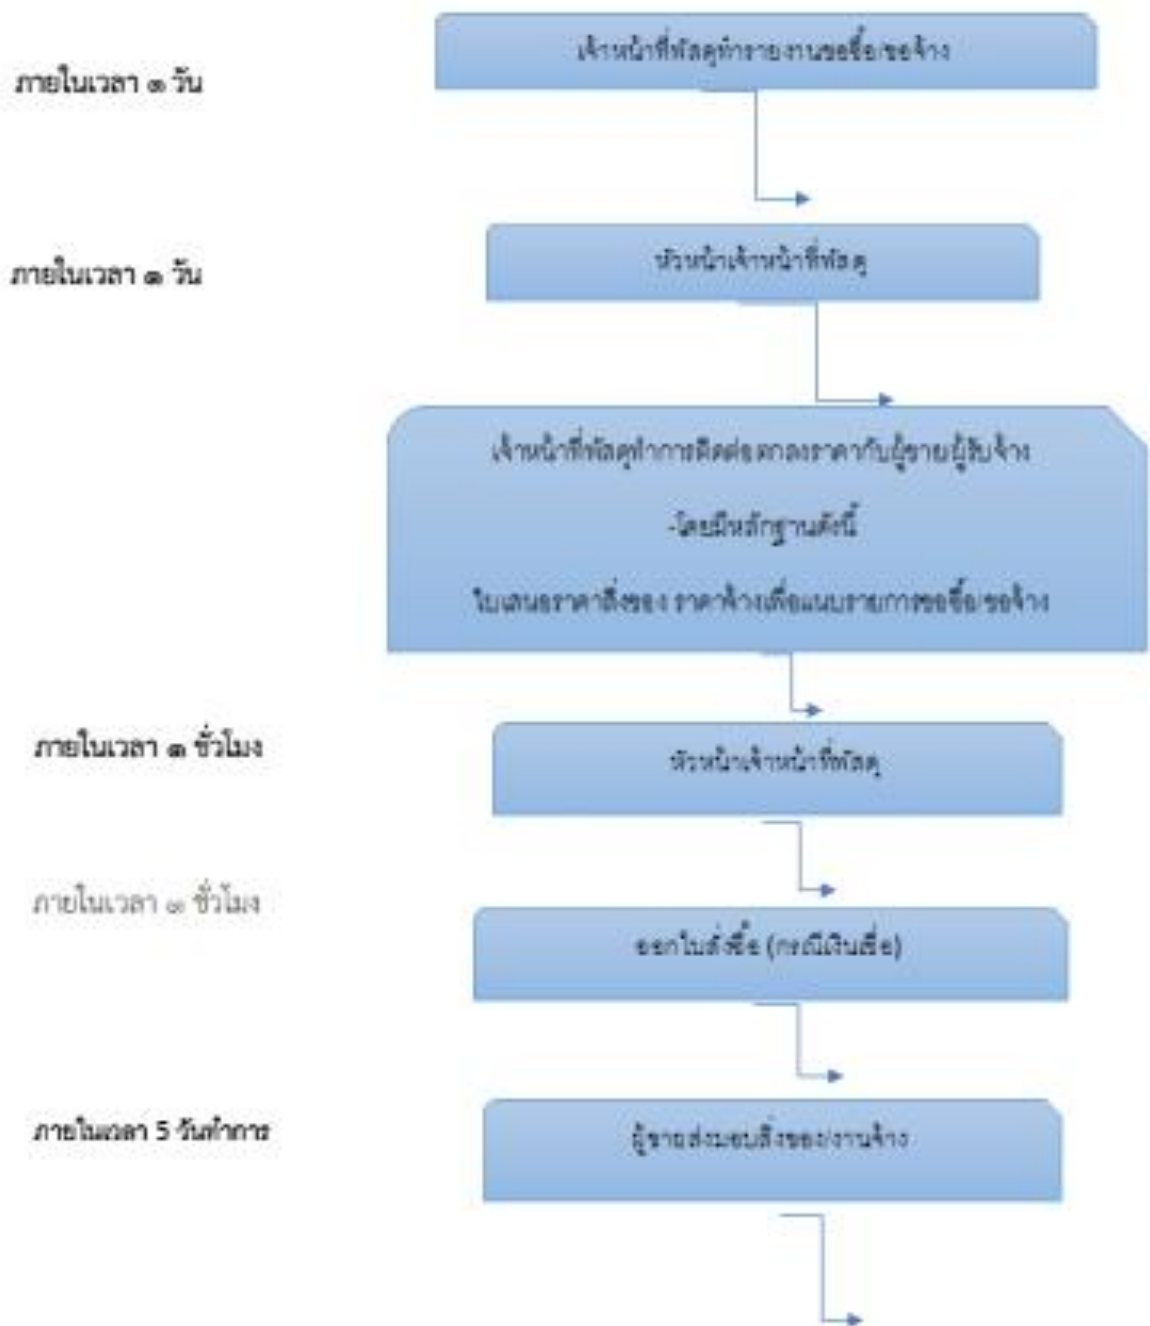 เจ้าหน้าที่พัสดุทำรายงานขอซื้อ/ขอจ้าง
ภายในเวลา ๑ วัน
หัวหน้าเจ้าหน้าที่พัสดุ
ภายในเวลา ๑ วัน
เจ้าหน้าที่พัสดุทำการติดต่อตกลงราคากับผู้ขาย/ผู้รับจ้าง
-โดยมีหลักฐานดังนี้
ใบเสนอราคาสิ่งของ ราคาจ้างเพื่อแนบรายการขอซื้อ/ขอจ้าง
ภายในเวลา ๑ ชั่วโมง
หัวหน้าเจ้าหน้าที่พัสดุ
ภายในเวลา ๑ ชั่วโมง
ออกใบสั่งซื้อ (กรณีเงินเชื่อ)
ภายในเวลา 5 วันทำการ
ผู้ขายส่งมอบสิ่งของ/งานจ้าง